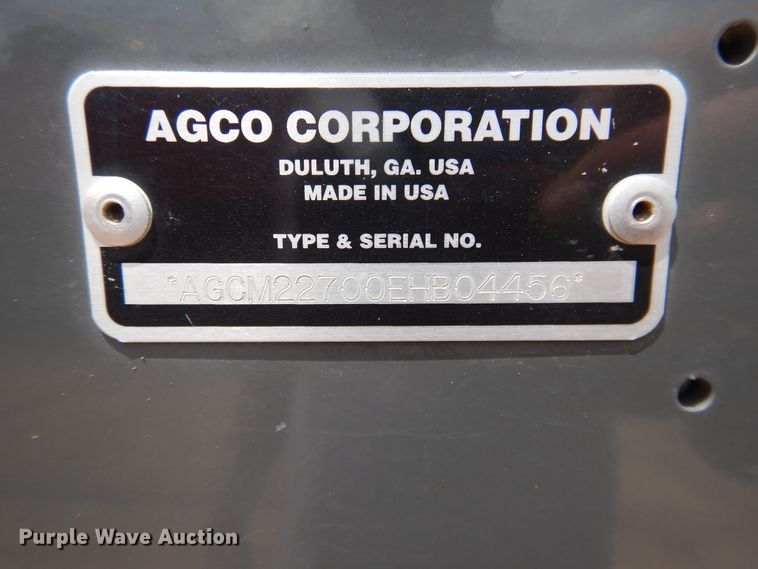 AGCO CORPORATION
DULUTH, GA. USA
MADE IN USA
TYPE & SERIAL NO.
*AGCM22700EHB04456*
Purple Wave Auction